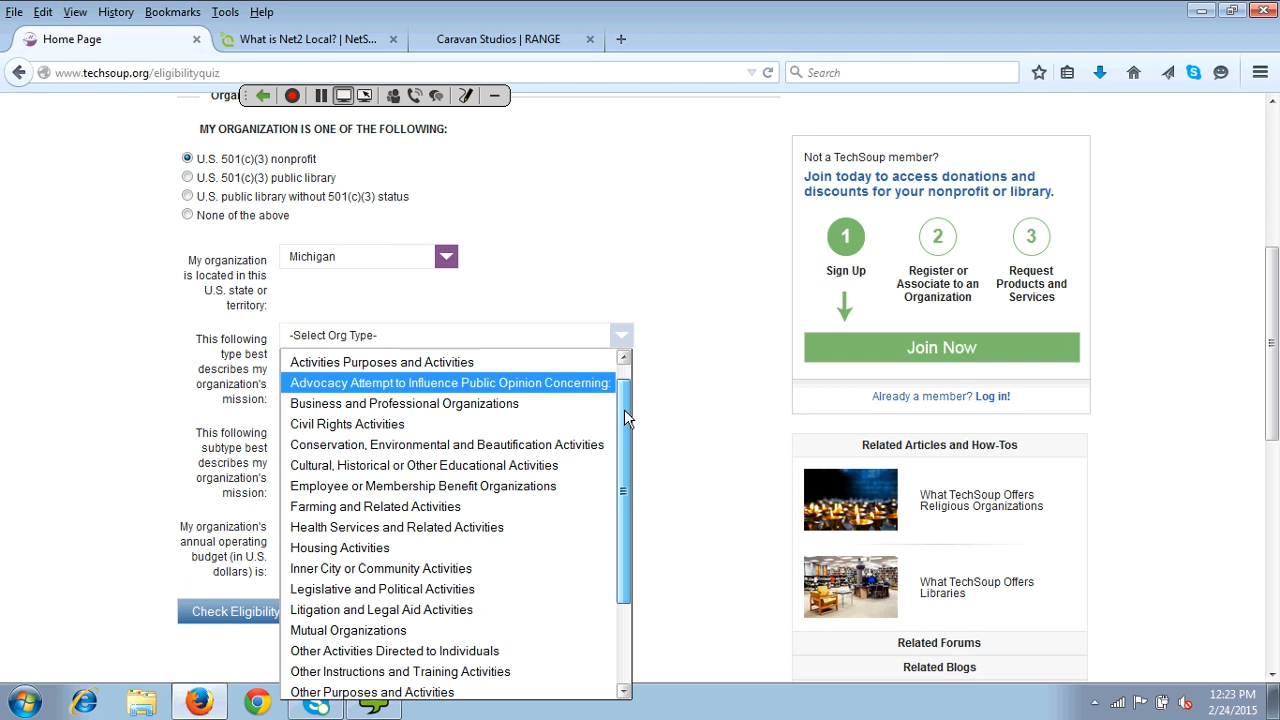 File Edit View History Bookmarks Tools Help
Home Page
What is Net2 Local? | NetS...
Caravan Studios | RANGE
www.techsoup.org/eligibilityquiz
Search
MY ORGANIZATION IS ONE OF THE FOLLOWING:
U.S. 501(c)(3) nonprofit
U.S. 501(c)(3) public library
U.S. public library without 501(c)(3) status
None of the above
My organization
is located in this
U.S. state or
territory:
Michigan
This following
type best
describes my
organization's
mission:
-Select Org Type-
Activities Purposes and Activities
Advocacy Attempt to Influence Public Opinion Concerning:
Business and Professional Organizations
Civil Rights Activities
Conservation, Environmental and Beautification Activities
Cultural, Historical or Other Educational Activities
Employee or Membership Benefit Organizations
Farming and Related Activities
Health Services and Related Activities
Housing Activities
Inner City or Community Activities
Legislative and Political Activities
Litigation and Legal Aid Activities
Mutual Organizations
Other Activities Directed to Individuals
Other Instructions and Training Activities
Other Purposes and Activities
This following
subtype best
describes my
organization's
mission:
My organization's
annual operating
budget (in U.S.
dollars) is:
Check Eligibility
Not a TechSoup member?
Join today to access donations and
discounts for your nonprofit or library.
1 2 3
Sign Up
Register or
Associate to an
Organization
Request
Products and
Services
Join Now
Already a member? Log in!
Related Articles and How-Tos
What TechSoup Offers
Religious Organizations
What TechSoup Offers
Libraries
Related Forums
Related Blogs
12:23 PM
2/24/2015